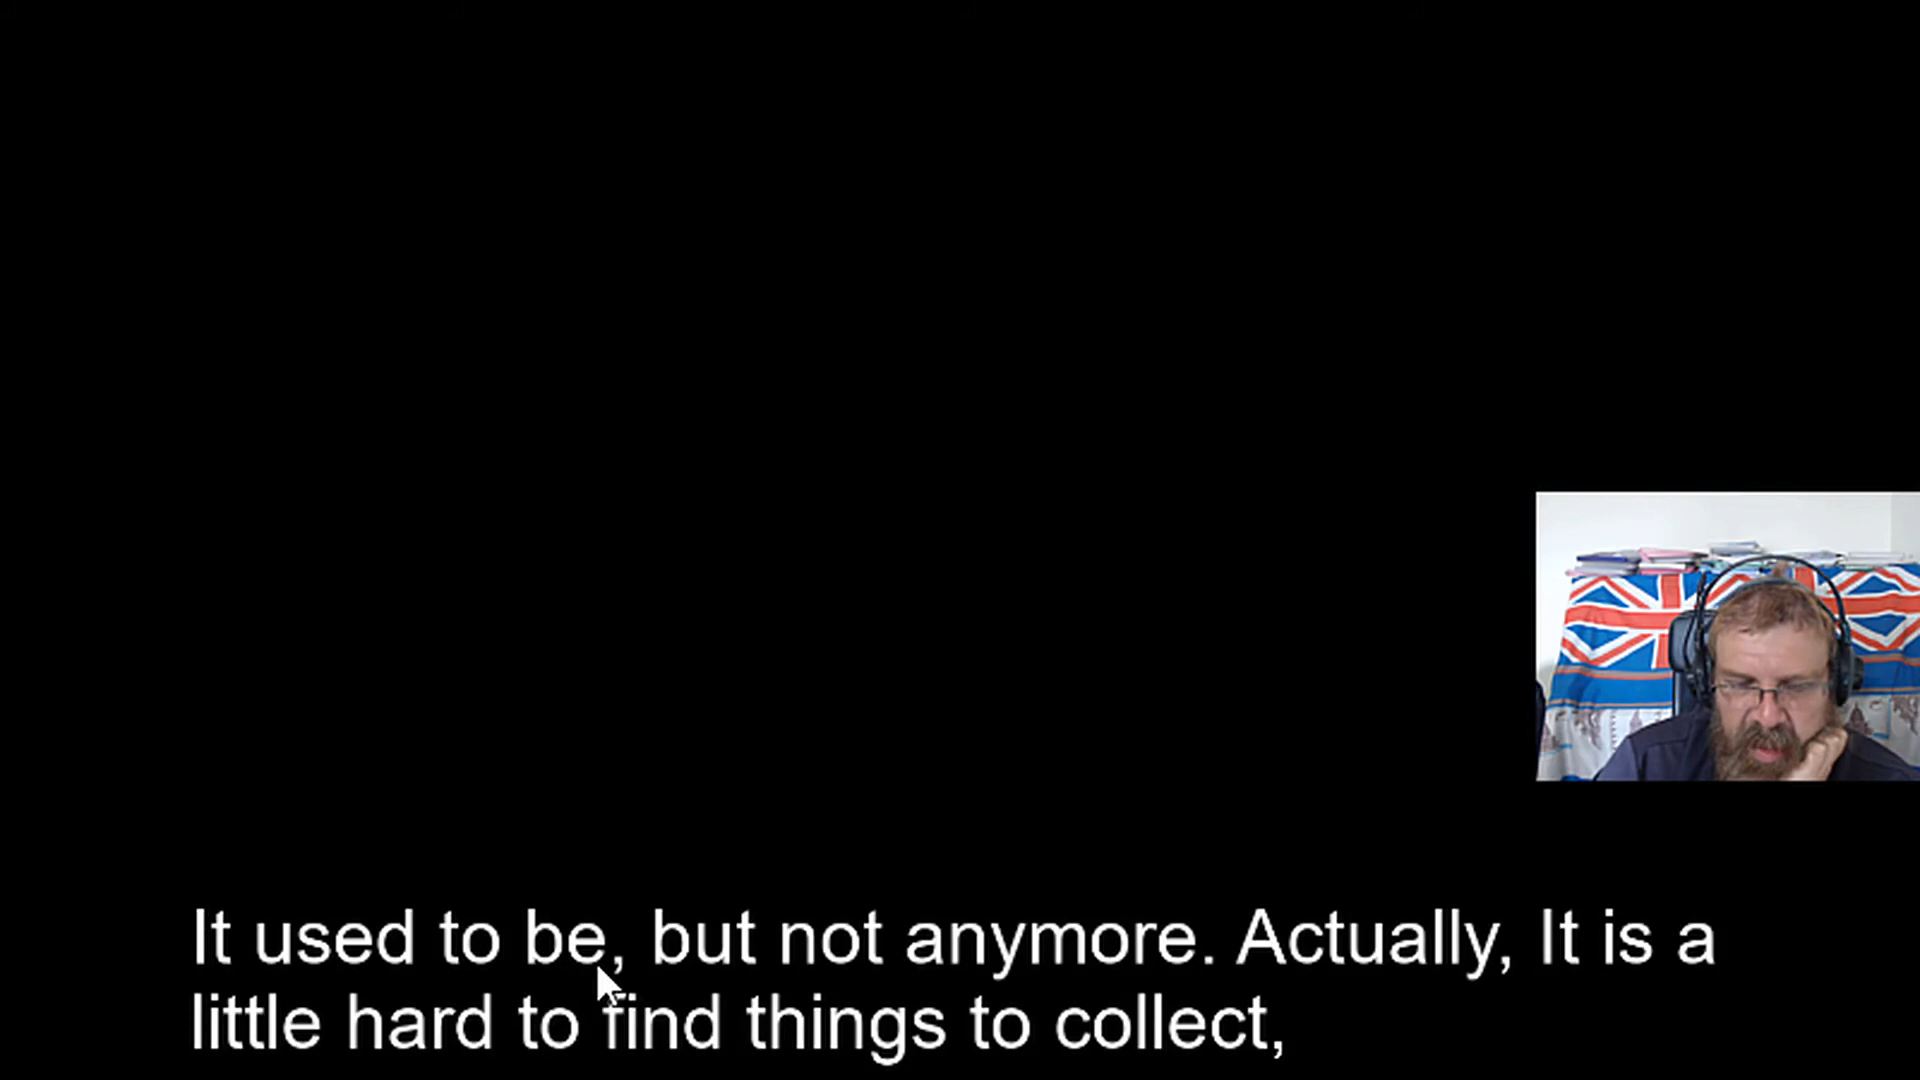 It used to be, but not anymore. Actually, It is a
little hard to find things to collect,